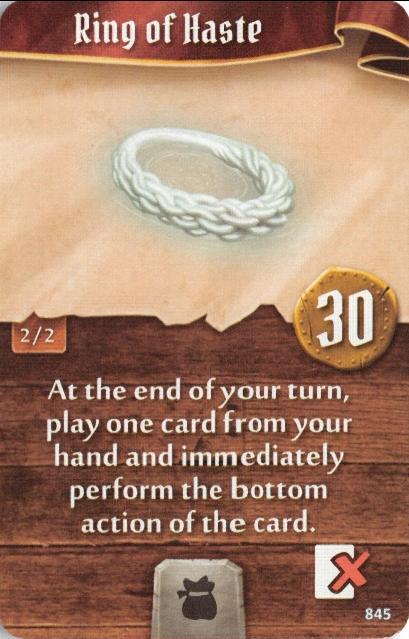 Ring of Haste
30
2/2
At the end of your turn,
play one card from your
hand and immediately
perform the bottom
action of the card.
845